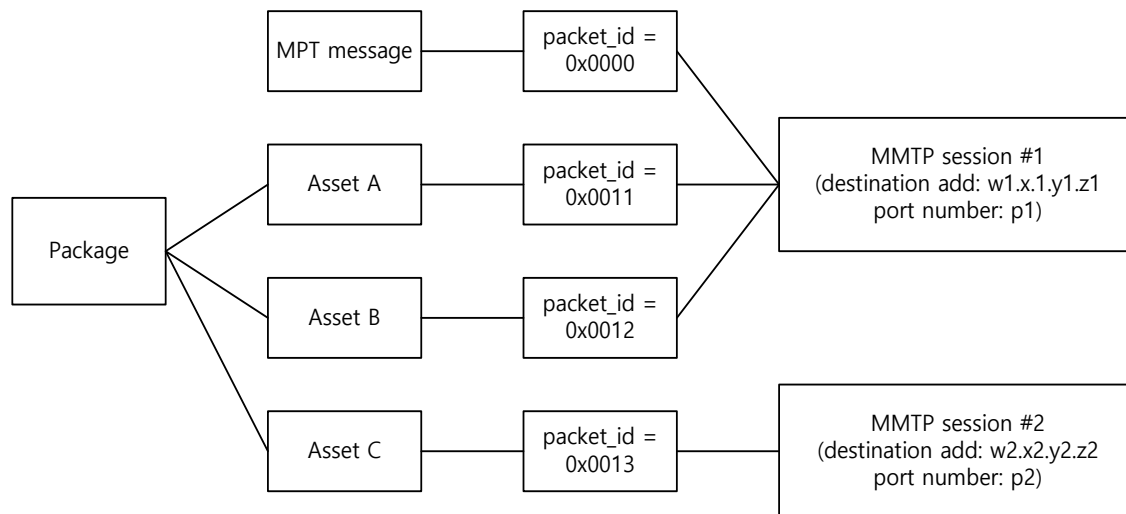 MPT message
packet_id =
0x0000
MMTP session #1
(destination add: w1.x.1.y1.z1
port number: p1)
Asset A
packet_id =
0x0011
Package
Asset B
packet_id =
0x0012
Asset C
packet_id =
0x0013
MMTP session #2
(destination add: w2.x2.y2.z2
port number: p2)